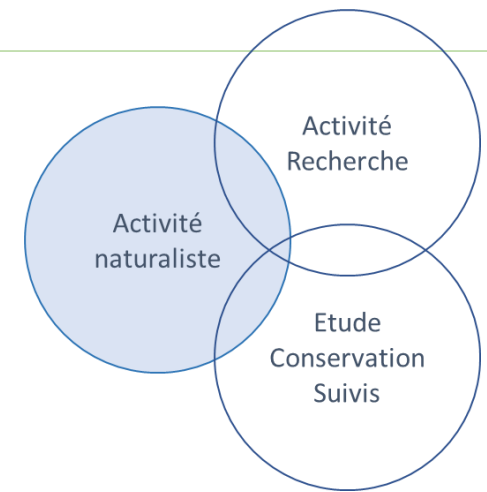 Activité
Recherche
Activité
naturaliste
Etude
Conservation
Suivis